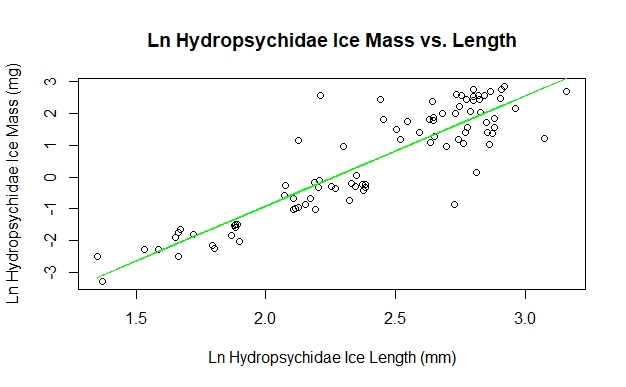 Ln Hydropsychidae Ice Mass vs. Length
Ln Hydropsychidae Ice Mass (mg)
3
2
1
0
-1
-2
-3
1.5 2.0 2.5 3.0
Ln Hydropsychidae Ice Length (mm)